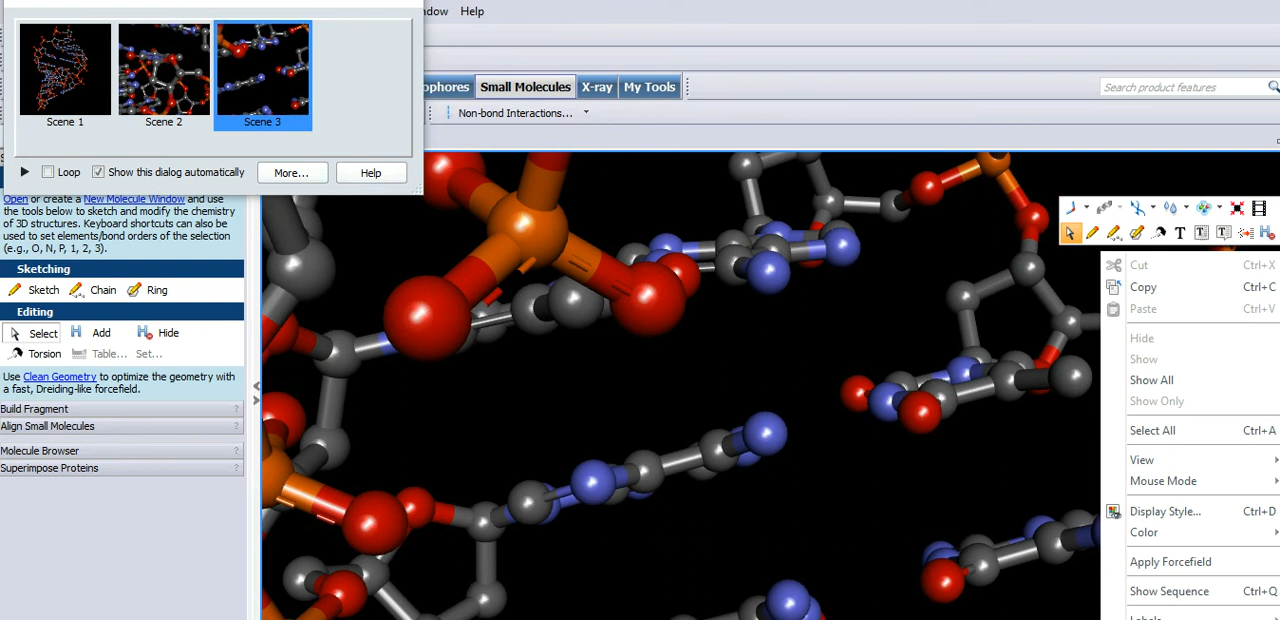 Help
Scene 1
Scene 2
Scene 3
Small Molecules
X-ray
My Tools
Search product features
Non-bond Interactions...
Loop
Show this dialog automatically
More...
Help
Open or create a New Molecule Window and use
the tools below to sketch and modify the chemistry
of 3D structures. Keyboard shortcuts can also be
used to set elements/bond orders of the selection
(e.g., O, N, P, 1, 2, 3).
Sketching
Sketch
Chain
Ring
Editing
Select
Add
Hide
Torsion
Table...
Set...
Use Clean Geometry to optimize the geometry with
a fast, Dreiding-like forcefield.
Build Fragment ?
Align Small Molecules ?
Molecule Browser ?
Superimpose Proteins ?
Cut Ctrl+X
Copy Ctrl+C
Paste Ctrl+V
Hide
Show
Show All
Show Only
Select All Ctrl+A
View
Mouse Mode
Display Style... Ctrl+D
Color
Apply Forcefield
Show Sequence Ctrl+Q